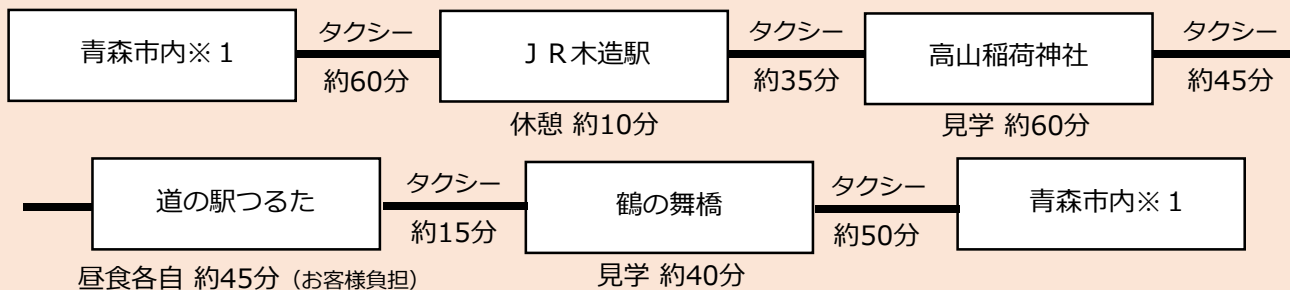 青森市内※１ タクシー ＪＲ木造駅 タクシー 高山稲荷神社 タクシー
約60分 約35分 約45分
休憩 約10分 見学 約60分
道の駅つるた タクシー 鶴の舞橋 タクシー 青森市内※１
約15分 約50分
昼食各自 約45分（お客様負担） 見学 約40分